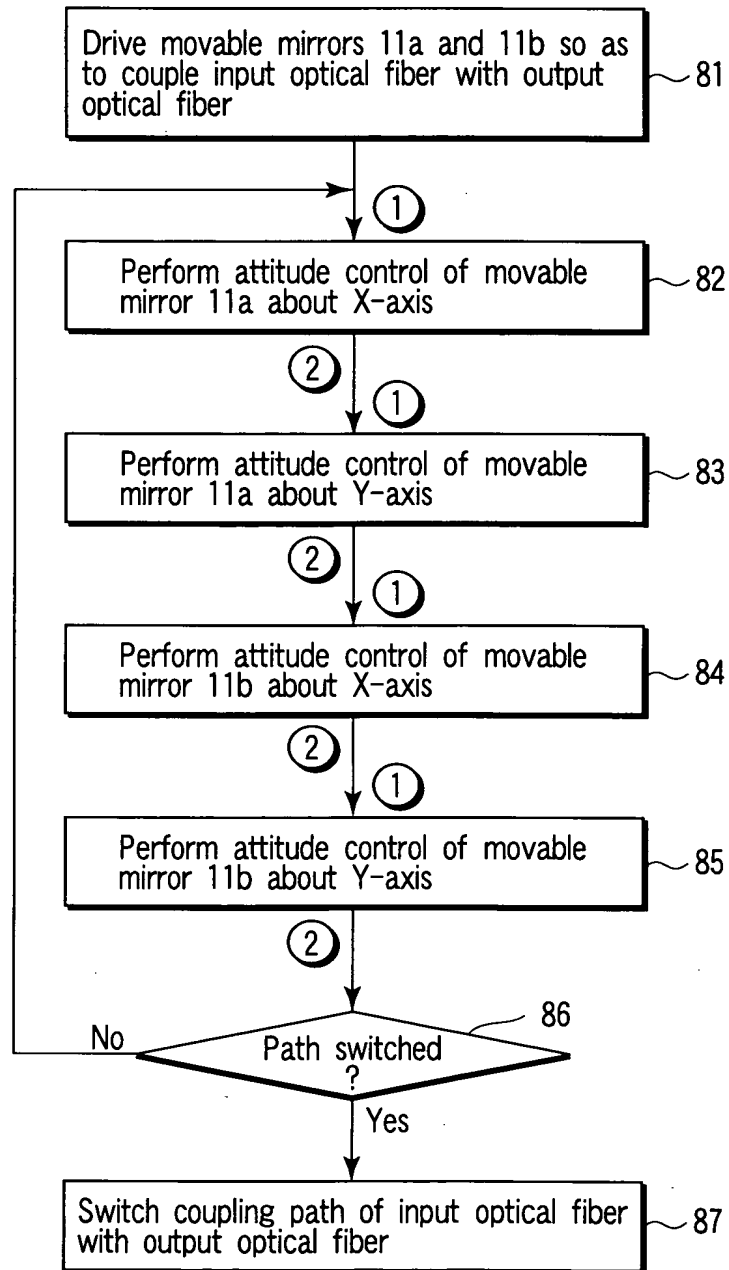 Drive movable mirrors 11a and 11b so as
to couple input optical fiber with output
optical fiber
81
1
Perform attitude control of movable
mirror 11a about X-axis
82
2
1
Perform attitude control of movable
mirror 11a about Y-axis
83
2
1
Perform attitude control of movable
mirror 11b about X-axis
84
2
1
Perform attitude control of movable
mirror 11b about Y-axis
85
2
86
No
Path switched
?
Yes
Switch coupling path of input optical fiber
with output optical fiber
87